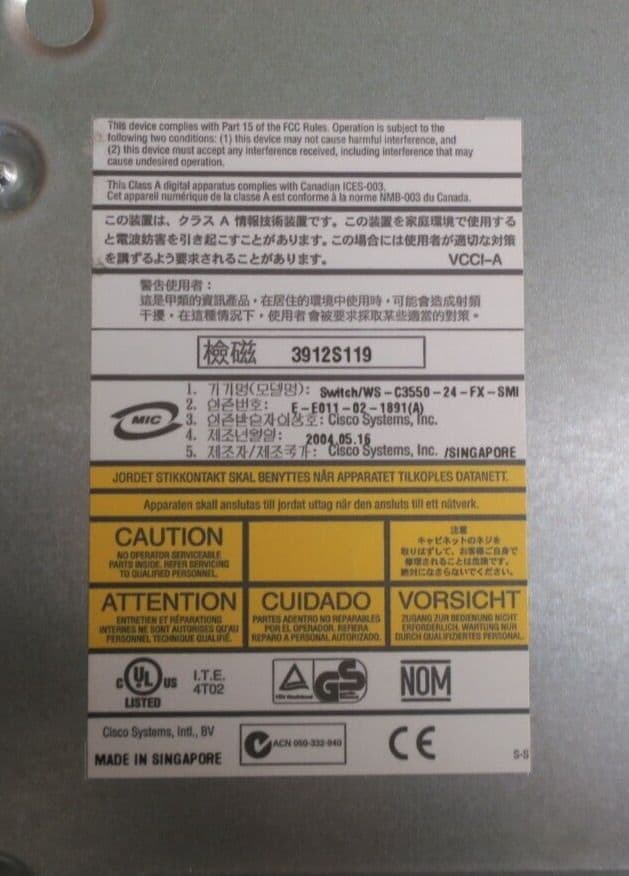 This device complies with Part 15 of the FCC Rules. Operation is subject to the
following two conditions: (1) this device may not cause harmful interference, and
(2) this device must accept any interference received, including interference that may
cause undesired operation.
This Class A digital apparatus complies with Canadian ICES-003.
Cet appareil numérique de la classe A est conforme à la norme NMB-003 du Canada.
この装置は、クラス A 情報技術装置です。この装置を家庭環境で使用する
と電波妨害を引き起こすことがあります。この場合には使用者が適切な対策
を講ずるよう要求されることがあります。 VCCI-A
警告使用者：
這是甲類的資訊產品，在居住的環境中使用時，可能會造成射頻
干擾，在這種情況下，使用者會被要求採取某些適當的對策。
檢磁 3912S119
MIC
1. 기기명(모델명): Switch/WS-C3550-24-FX-SMI
2. 인증번호: E-E011-02-1891(A)
3. 인증받은자의상호: Cisco Systems, Inc.
4. 제조년월일: 2004.05.16
5. 제조자/제조국가: Cisco Systems, Inc. /SINGAPORE
JORDET STIKKONTAKT SKAL BENYTTES NÅR APPARATET TILKOPLES DATANETT.
Apparaten skall anslutas till jordat uttag når den ansluts till ett nätverk.
CAUTION
NO OPERATOR SERVICEABLE
PARTS INSIDE. REFER SERVICING
TO QUALIFIED PERSONNEL.
注意
キャビネットのネジを
取りはずして、お客様ご自身で
修理されることは危険です。
絶対になさらないでください。
ATTENTION
ENTRETIEN ET RÉPARATIONS
INTERNES NE SONT AUTORISÉS QU'AU
PERSONNEL TECHNIQUE QUALIFIÉ.
CUIDADO
PARTES ADENTRO NO REPARABLES
POR EL OPERADOR. REFIERA
REPARO A PERSONAL AUTORIZADO.
VORSICHT
ZUGANG ZUR BEDIENUNG NICHT
ERFORDERLICH. WARTUNG NUR
DURCH QUALIFIZIERTES PERSONAL.
c UL us
LISTED
I.T.E.
4T02
GS
NOM
Cisco Systems, Intl., BV
MADE IN SINGAPORE
ACN 050-332-940
CE
S-S